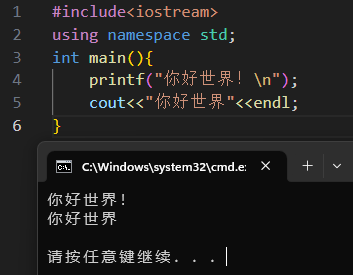 1 #include<iostream>
2 using namespace std;
3 int main(){
4 printf("你好世界！\n");
5 cout<<"你好世界"<<endl;
6 }
C:\Windows\system32\cmd.e
你好世界！
你好世界
请按任意键继续. . .